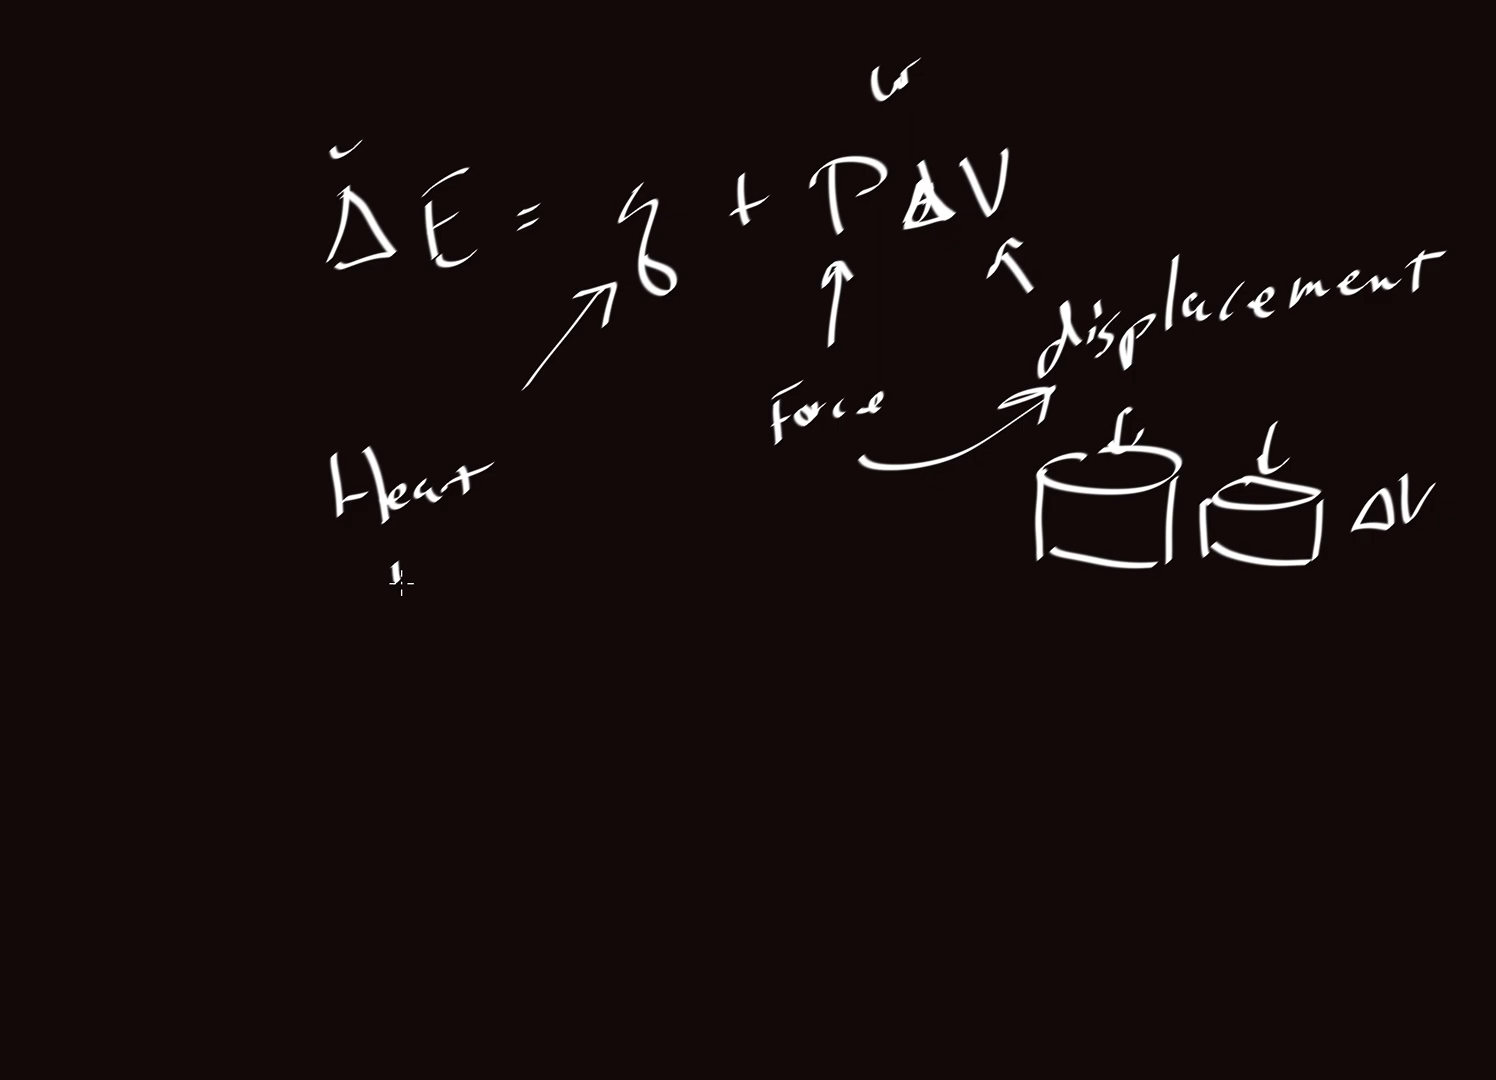 w
ΔE = q + PΔV
displacement
Force
Heat
ΔV